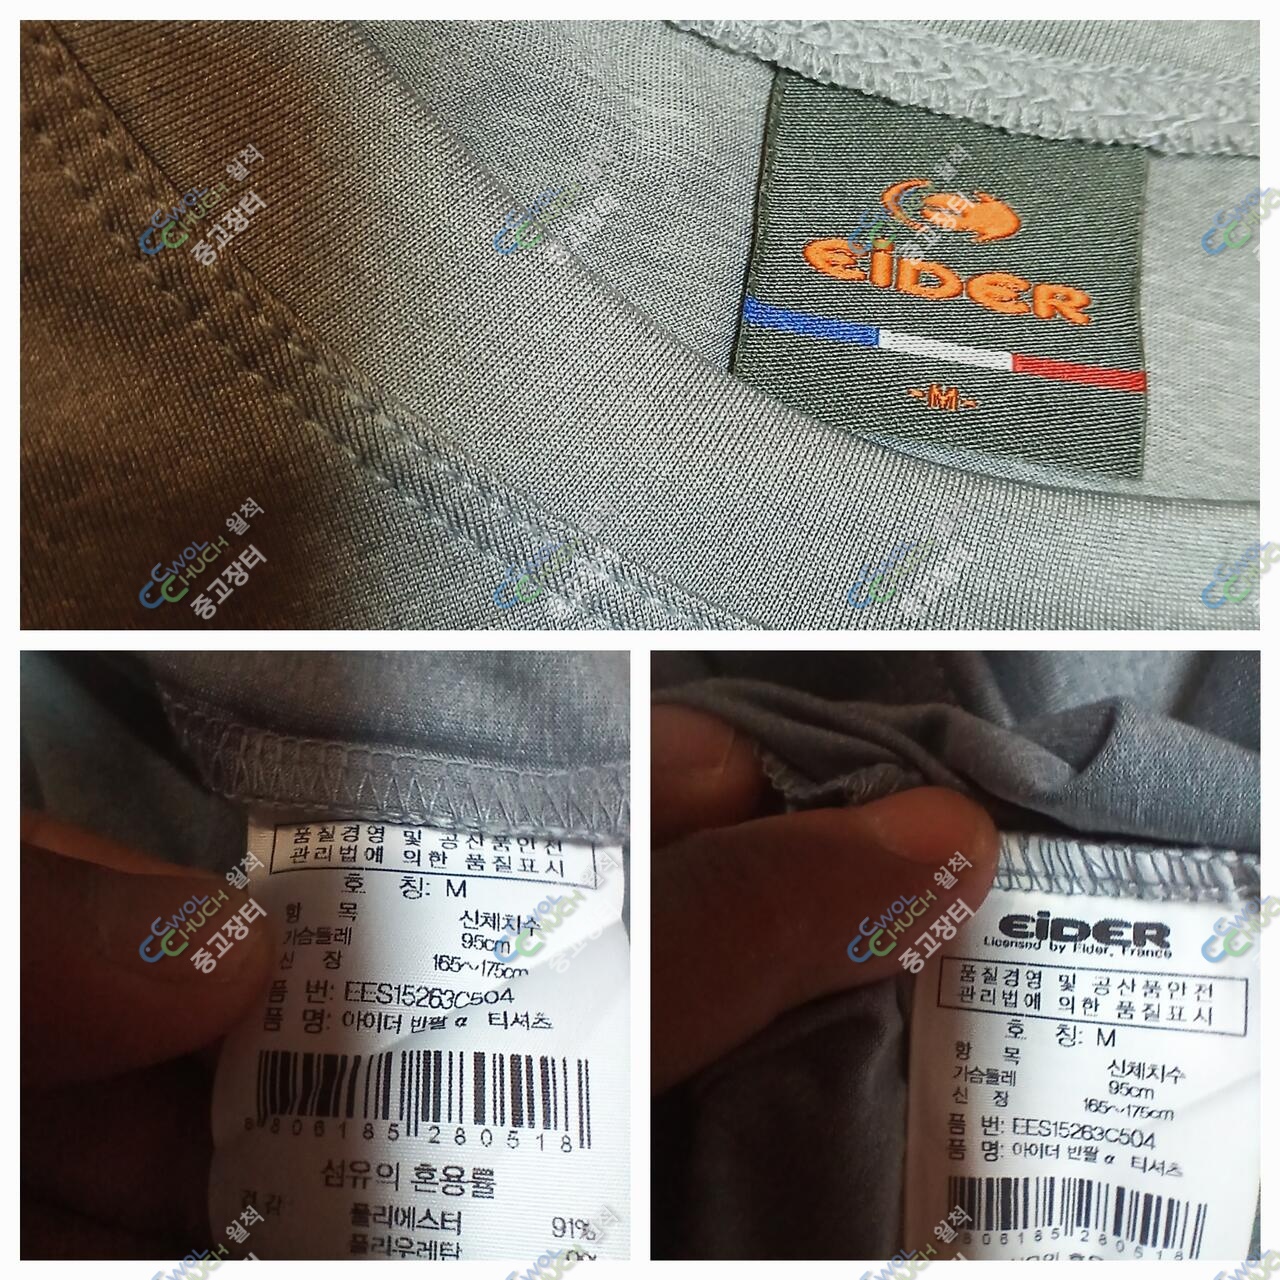 EiDER
-M-
품질경영 및 공산품안전
관리법에 의한 품질표시
호 칭: M
항 목 신체치수
가슴둘레 95cm
신 장 165~175cm
품 번: EES15263C504
품 명: 아이더 반팔 α 티셔츠
8806185280518
섬유의 혼용률
겉감: 폴리에스터 91%
폴리우레탄
EiDER
Licensed by Eider, France
품질경영 및 공산품안전
관리법에 의한 품질표시
호 칭: M
항 목 신체치수
가슴둘레 95cm
신 장 165~175cm
품 번: EES15263C504
품 명: 아이더 반팔 α 티셔츠
806185280518
CWOL
CHUCH 월척
중고장터